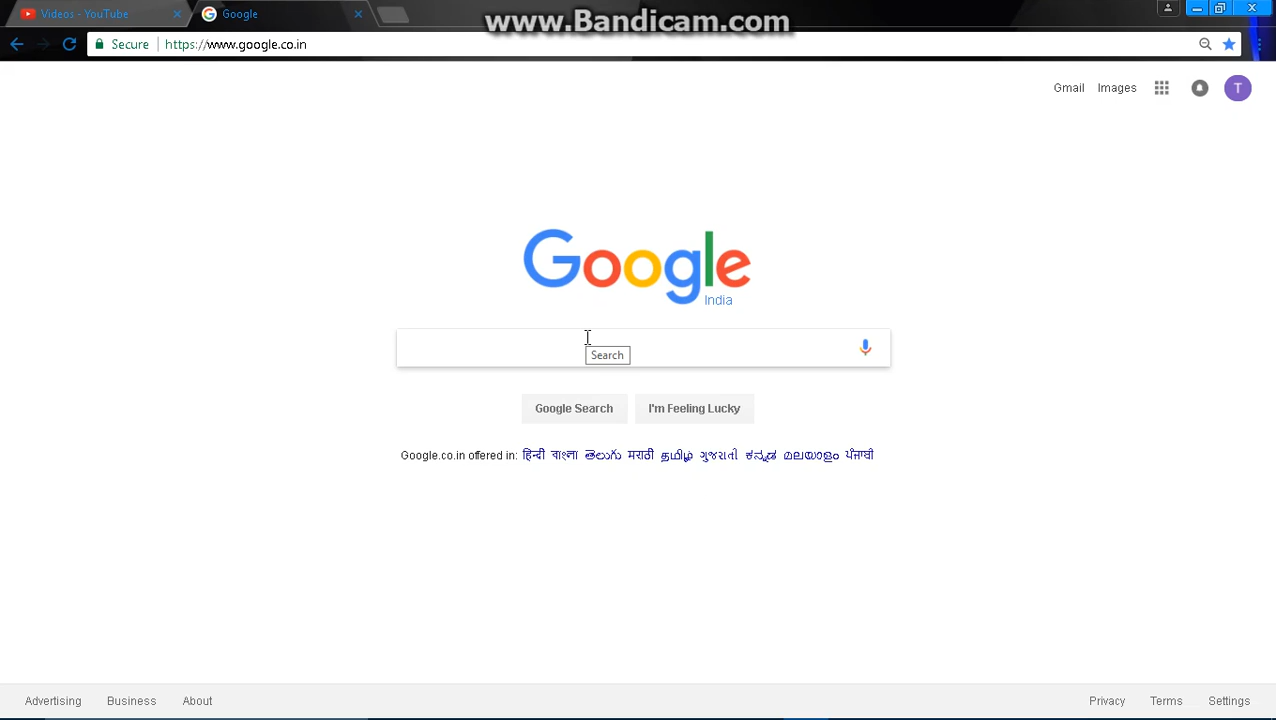 www.Bandicam.com
Videos - YouTube
Google
Secure
https://www.google.co.in
Gmail Images T
Google
India
Search
Google Search I'm Feeling Lucky
Google.co.in offered in: हिन्दी বাংলা తెలుగు मराठी தமிழ் ગુજરાતી ಕನ್ನಡ മലയാളം ਪੰਜਾਬੀ
Advertising Business About Privacy Terms Settings